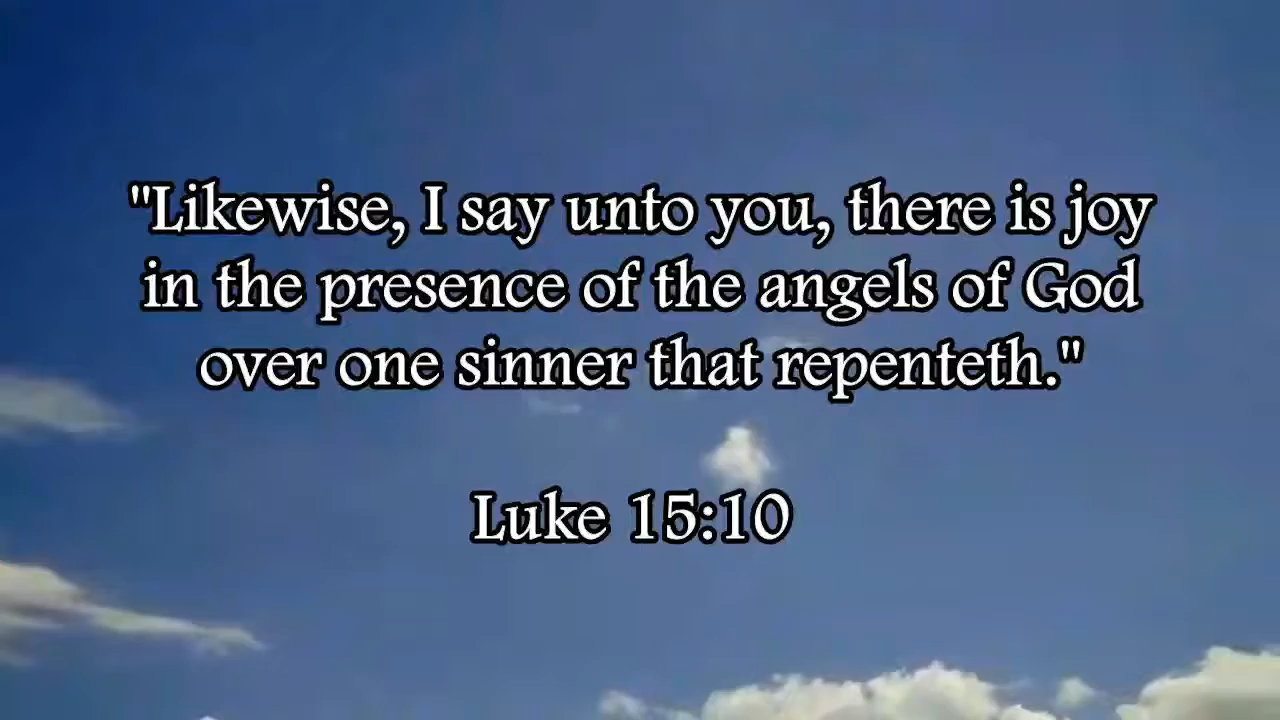 "Likewise, I say unto you, there is joy
in the presence of the angels of God
over one sinner that repenteth."
Luke 15:10